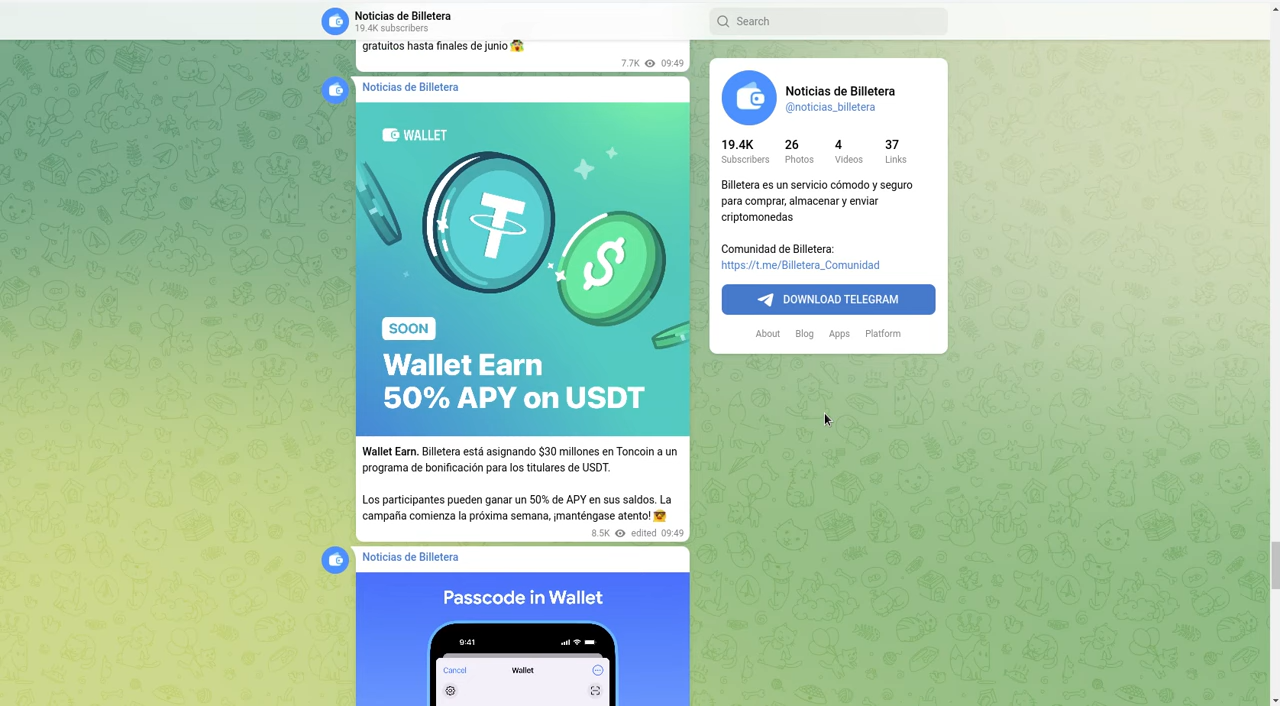 Noticias de Billetera
19.4K subscribers
Search
gratuitos hasta finales de junio
7.7K 09:49
Noticias de Billetera
WALLET
SOON
Wallet Earn
50% APY on USDT
Wallet Earn. Billetera está asignando $30 millones en Toncoin a un
programa de bonificación para los titulares de USDT.
Los participantes pueden ganar un 50% de APY en sus saldos. La
campaña comienza la próxima semana, ¡manténgase atento!
8.5K edited 09:49
Noticias de Billetera
Passcode in Wallet
9:41
Cancel Wallet
Noticias de Billetera
@noticias_billetera
19.4K 26 4 37
Subscribers Photos Videos Links
Billetera es un servicio cómodo y seguro
para comprar, almacenar y enviar
criptomonedas
Comunidad de Billetera:
https://t.me/Billetera_Comunidad
DOWNLOAD TELEGRAM
About Blog Apps Platform